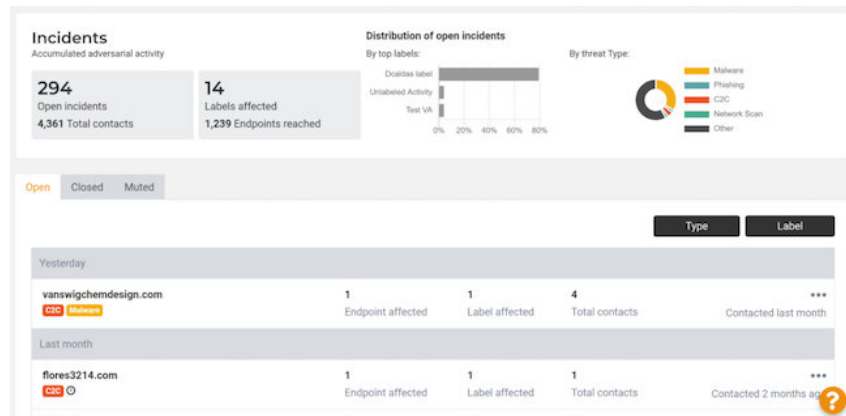 Incidents
Accumulated adversarial activity
294
Open incidents
4,361 Total contacts
14
Labels affected
1,239 Endpoints reached
Distribution of open incidents
By top labels:
Dcaldas label
Unlabeled Activity
Test VA
0% 20% 40% 60% 80%
By threat Type:
Malware
Phishing
C2C
Network Scan
Other
Open Closed Muted
Type Label
Yesterday
vanswigchemdesign.com
C2C Malware
1
Endpoint affected
1
Label affected
4
Total contacts
Contacted last month
Last month
flores3214.com
C2C
1
Endpoint affected
1
Label affected
1
Total contacts
Contacted 2 months
?